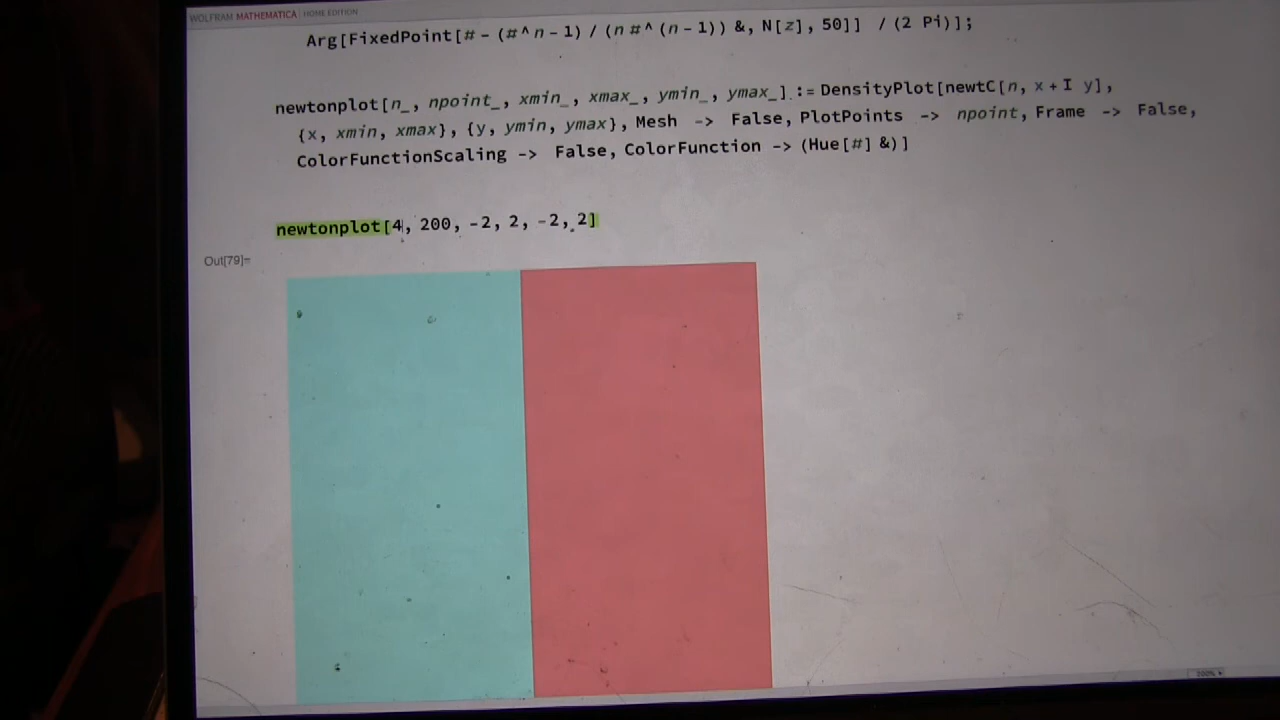 WOLFRAM MATHEMATICA | HOME EDITION
Arg[FixedPoint[# - (#^n - 1) / (n #^(n - 1)) &, N[z], 50]] / (2 Pi)];
newtonplot[n_, npoint_, xmin_, xmax_, ymin_, ymax_] := DensityPlot[newtC[n, x + I y],
{x, xmin, xmax}, {y, ymin, ymax}, Mesh -> False, PlotPoints -> npoint, Frame -> False,
ColorFunctionScaling -> False, ColorFunction -> (Hue[#] &)]
newtonplot[4, 200, -2, 2, -2, 2]
Out[79]=
200%